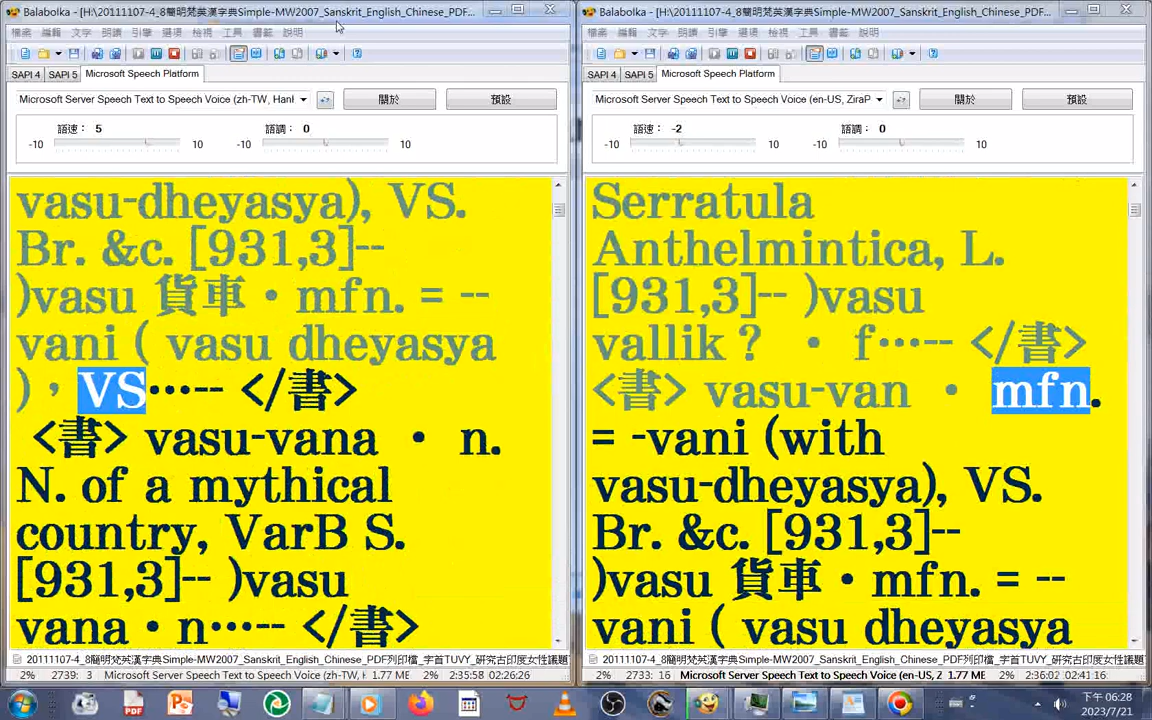 Balabolka - [H:\20111107-4_8簡明梵英漢字典Simple-MW2007_Sanskrit_English_Chinese_PDF...
檔案 編輯 文字 朗讀 引擎 選項 檢視 工具 書籤 說明
SAPI 4 SAPI 5 Microsoft Speech Platform
Microsoft Server Speech Text to Speech Voice (zh-TW, Hanl 關於 預設
語速： 5 語調： 0
-10 10 -10 10
vasu-dheyasya), VS.
Br. &c. [931,3]--
)vasu 貨車・mfn. = --
vani ( vasu dheyasya
)，VS…-- </書>
<書> vasu-vana ・ n.
N. of a mythical
country, VarB S.
[931,3]-- )vasu
vana・n…-- </書>
20111107-4_8簡明梵英漢字典Simple-MW2007_Sanskrit_English_Chinese_PDF列印檔_字首TUVY_研究古印度女性議題
2% 2739: 3 Microsoft Server Speech Text to Speech Voice (zh-TW, H 1.77 MB 2% 2:35:58 02:26:26
Balabolka - [H:\20111107-4_8簡明梵英漢字典Simple-MW2007_Sanskrit_English_Chinese_PDF...
檔案 編輯 文字 朗讀 引擎 選項 檢視 工具 書籤 說明
SAPI 4 SAPI 5 Microsoft Speech Platform
Microsoft Server Speech Text to Speech Voice (en-US, ZiraP 關於 預設
語速： -2 語調： 0
-10 10 -10 10
Serratula
Anthelmintica, L.
[931,3]-- )vasu
vallik？ ・ f…-- </書>
<書> vasu-van ・ mfn.
= -vani (with
vasu-dheyasya), VS.
Br. &c. [931,3]--
)vasu 貨車・mfn. = --
vani ( vasu dheyasya
20111107-4_8簡明梵英漢字典Simple-MW2007_Sanskrit_English_Chinese_PDF列印檔_字首TUVY_研究古印度女性議題
2% 2733: 16 Microsoft Server Speech Text to Speech Voice (en-US, Z 1.77 MB 2% 2:36:02 02:41:16
下午 06:28
2023/7/21